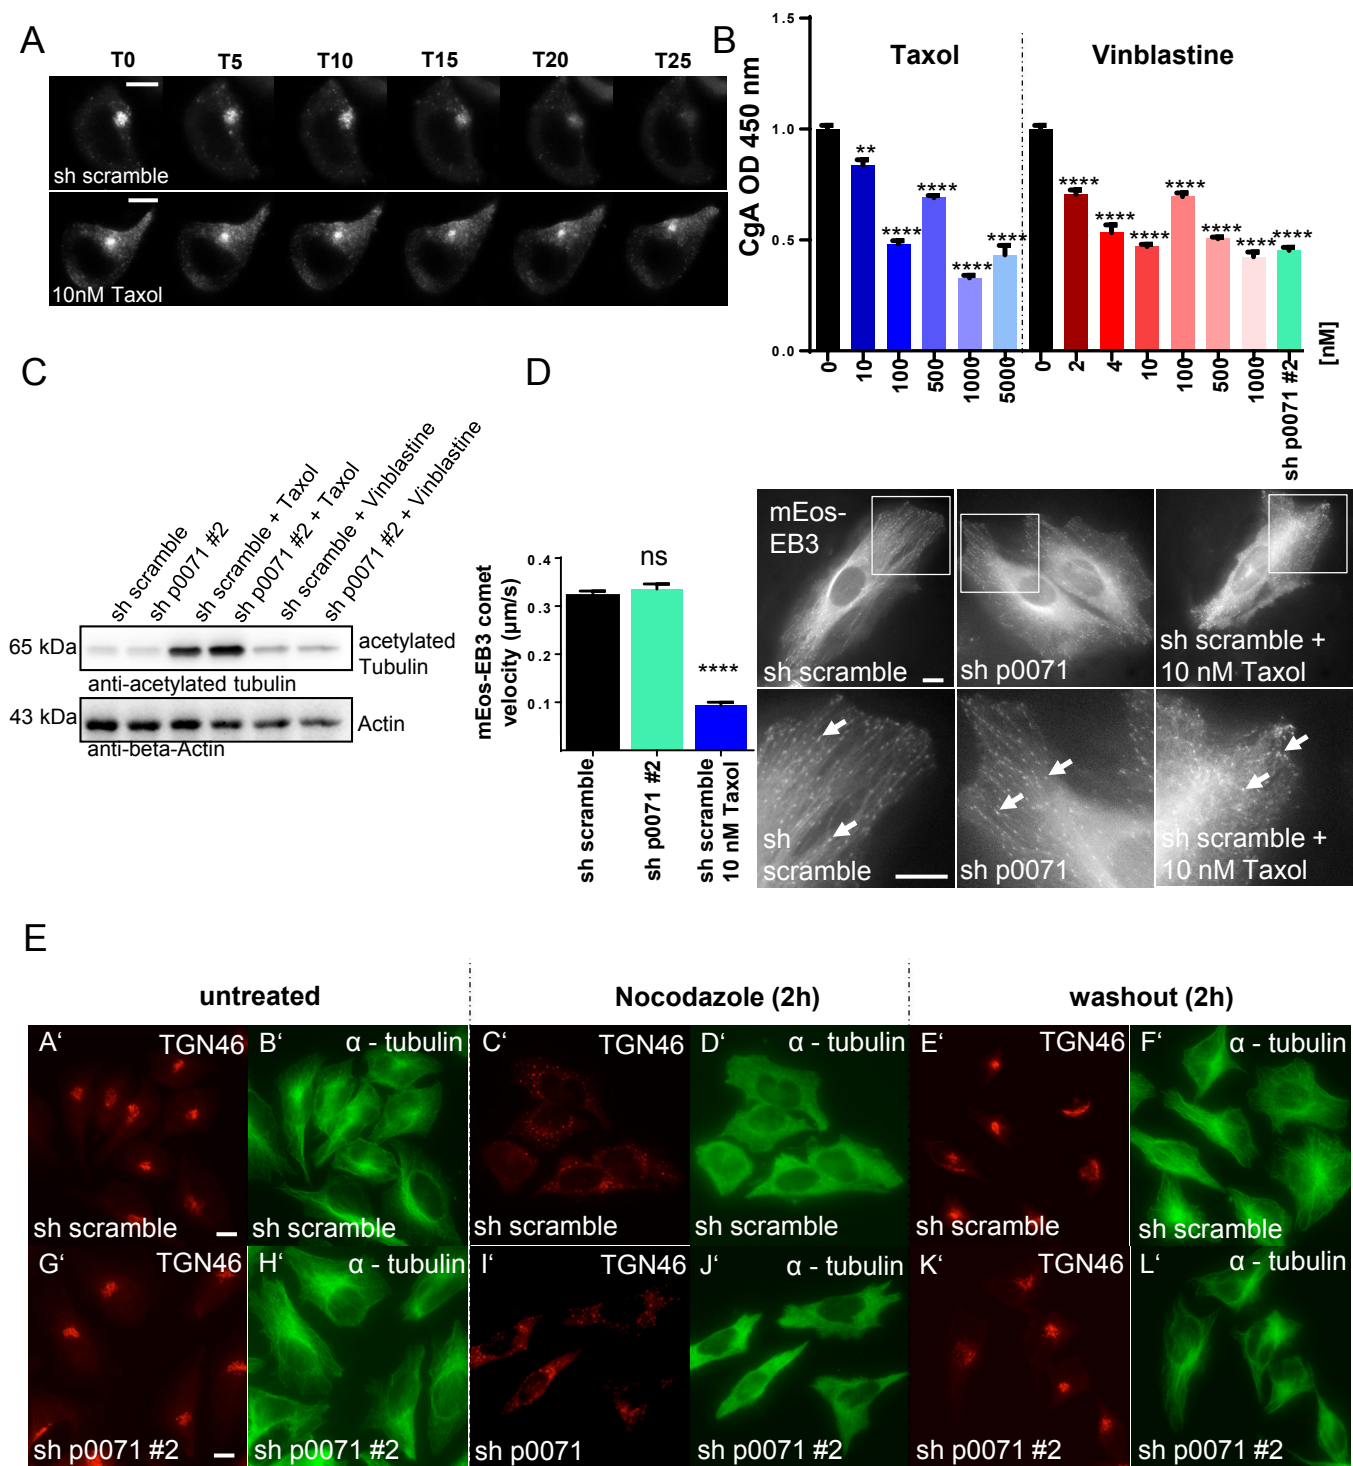 A
T0 T5 T10 T15 T20 T25
sh scramble
10nM Taxol
B
Taxol Vinblastine
CgA OD 450 nm
1.5
1.0
0.5
0.0
** **** **** **** ****
**** **** **** **** **** **** ****
0 10 100 500 1000 5000 0 2 4 10 100 500 1000 sh p0071 #2
[nM]
C
sh scramble
sh p0071 #2
sh scramble + Taxol
sh p0071 #2 + Taxol
sh scramble + Vinblastine
sh p0071 #2 + Vinblastine
65 kDa
acetylated
Tubulin
anti-acetylated tubulin
43 kDa
Actin
anti-beta-Actin
D
mEos-EB3 comet
velocity (µm/s)
0.4
0.3
0.2
0.1
ns
****
sh scramble
sh p0071 #2
sh scramble
10 nM Taxol
mEos-
EB3
sh scramble
sh p0071
sh scramble +
10 nM Taxol
sh
scramble
sh p0071
sh scramble +
10 nM Taxol
E
untreated Nocodazole (2h) washout (2h)
A‘ TGN46 B‘ α - tubulin C‘ TGN46 D‘ α - tubulin E‘ TGN46 F‘ α - tubulin
sh scramble sh scramble sh scramble sh scramble sh scramble sh scramble
G‘ TGN46 H‘ α - tubulin I‘ TGN46 J‘ α - tubulin K‘ TGN46 L‘ α - tubulin
sh p0071 #2 sh p0071 #2 sh p0071 sh p0071 #2 sh p0071 #2 sh p0071 #2